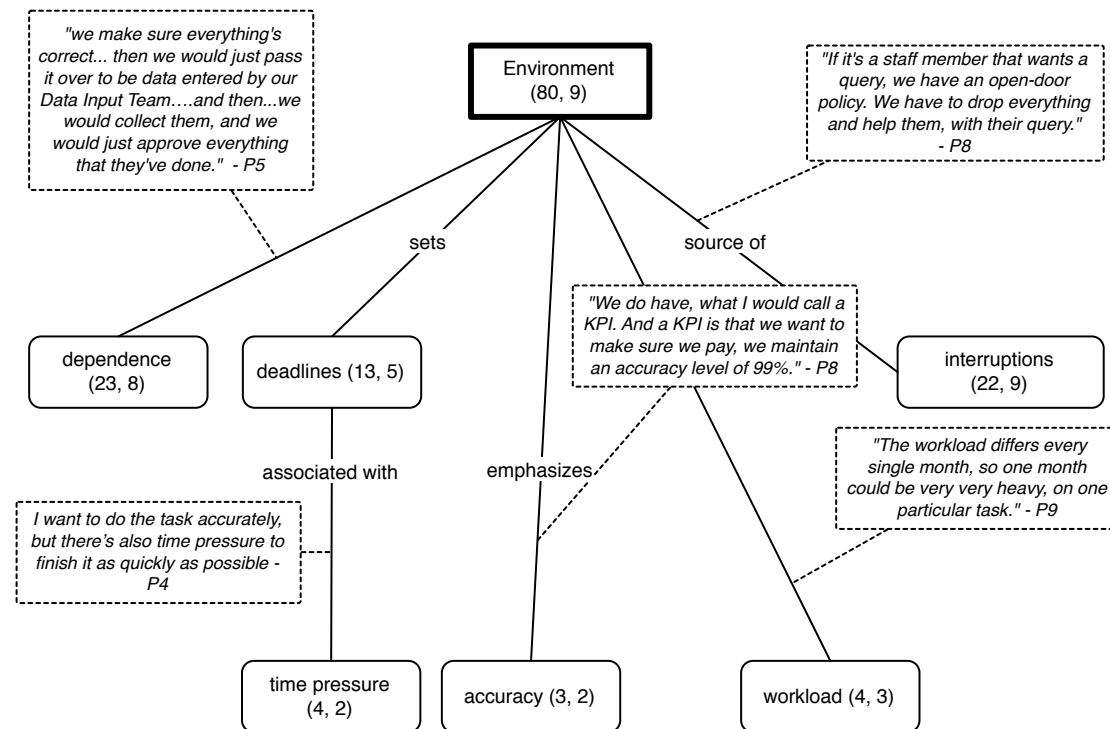 "we make sure everything's
correct... then we would just pass
it over to be data entered by our
Data Input Team….and then...we
would collect them, and we
would just approve everything
that they've done."  - P5
Environment
(80, 9)
"If it's a staff member that wants a
query, we have an open-door
policy. We have to drop everything
and help them, with their query."
- P8
sets
source of
dependence
(23, 8)
deadlines (13, 5)
"We do have, what I would call a
KPI. And a KPI is that we want to
make sure we pay, we maintain
an accuracy level of 99%." - P8
interruptions
(22, 9)
associated with
emphasizes
"The workload differs every
single month, so one month
could be very very heavy, on one
particular task." - P9
I want to do the task accurately,
but there’s also time pressure to
finish it as quickly as possible -
P4
time pressure
(4, 2)
accuracy (3, 2)
workload (4, 3)